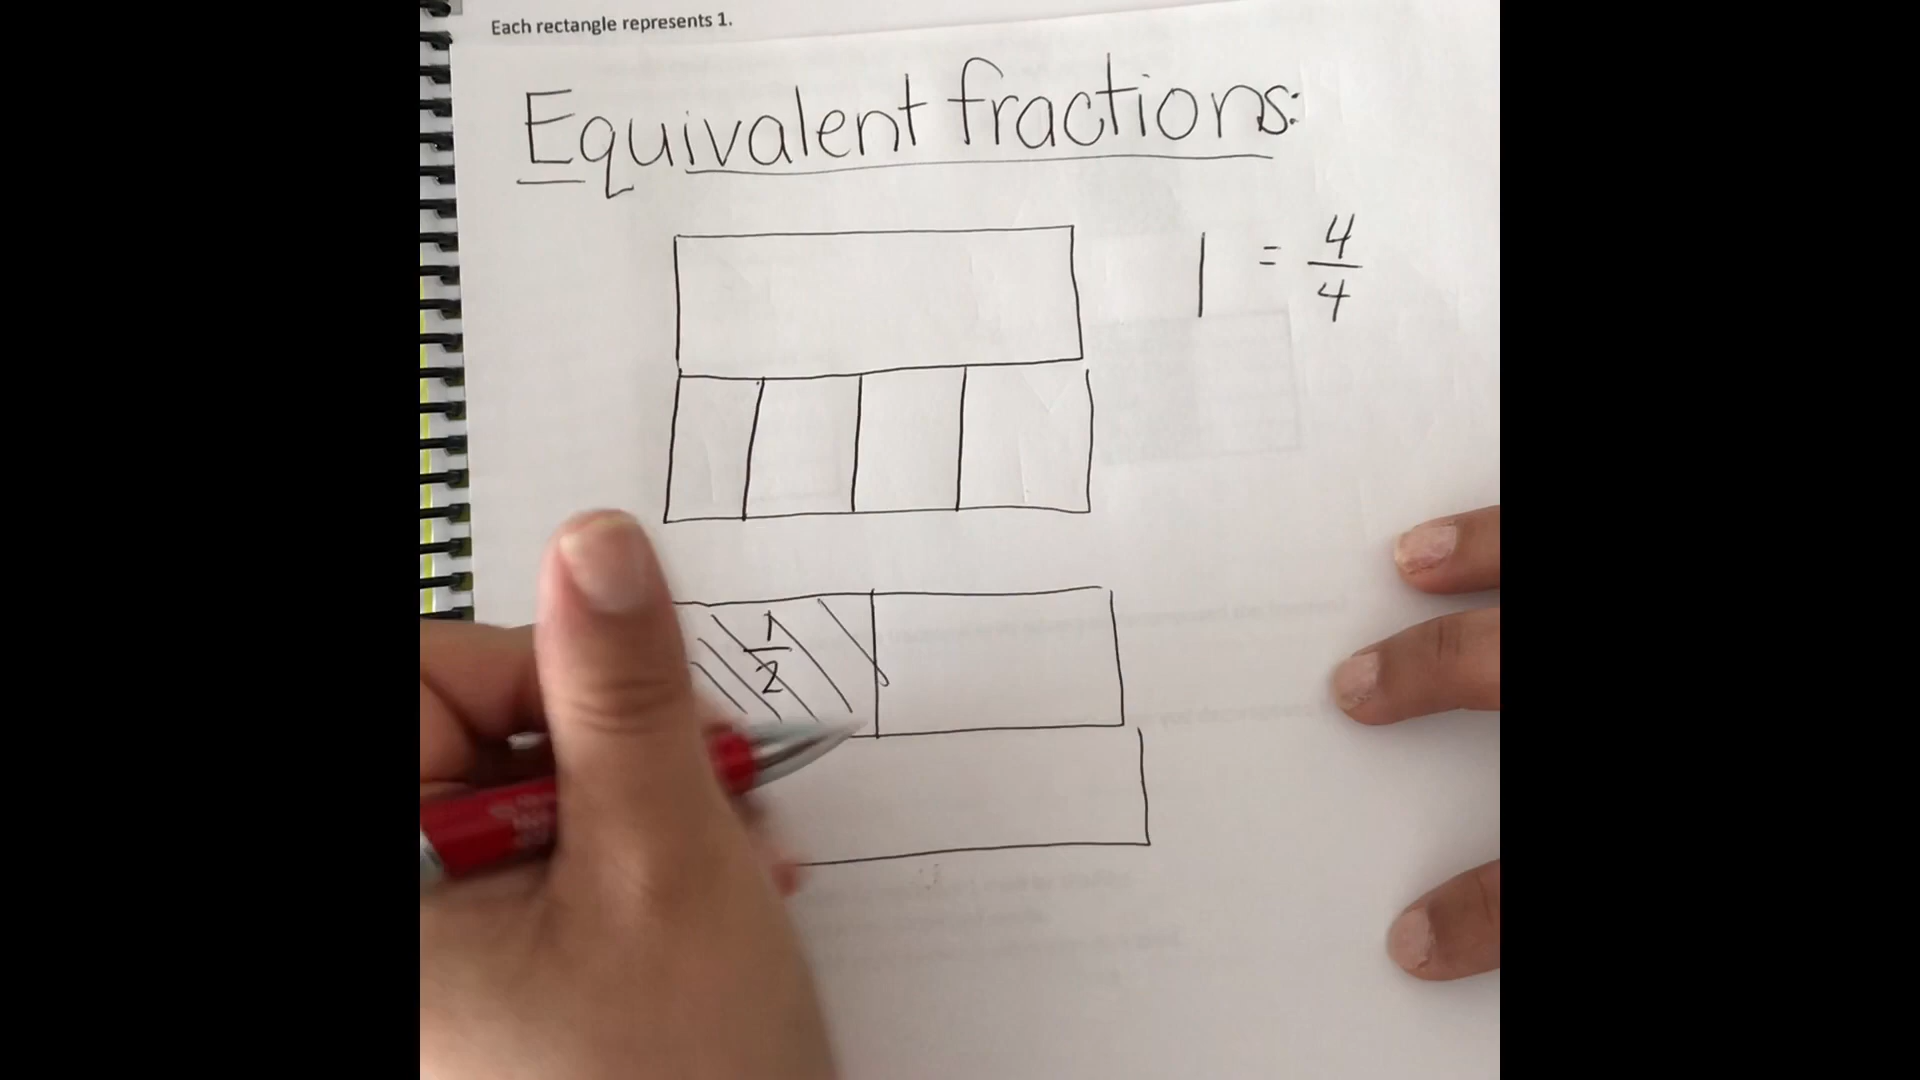 Each rectangle represents 1.
Equivalent fractions:
1 = 4/4
1/2